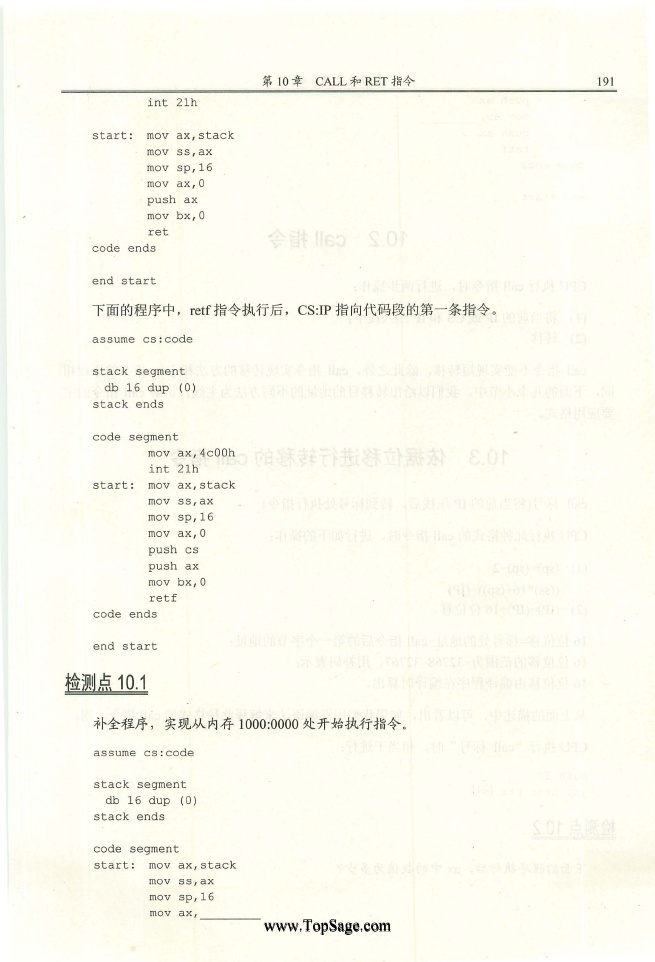 第 10 章 CALL 和 RET 指令 191
int 21h
start: mov ax,stack
mov ss,ax
mov sp,16
mov ax,0
push ax
mov bx,0
ret
code ends
end start
下面的程序中，retf 指令执行后，CS:IP 指向代码段的第一条指令。
assume cs:code
stack segment
db 16 dup (0)
stack ends
code segment
mov ax,4c00h
int 21h
start: mov ax,stack
mov ss,ax
mov sp,16
mov ax,0
push cs
push ax
mov bx,0
retf
code ends
end start
检测点 10.1
补全程序，实现从内存 1000:0000 处开始执行指令。
assume cs:code
stack segment
db 16 dup (0)
stack ends
code segment
start: mov ax,stack
mov ss,ax
mov sp,16
mov ax,________
www.TopSage.com